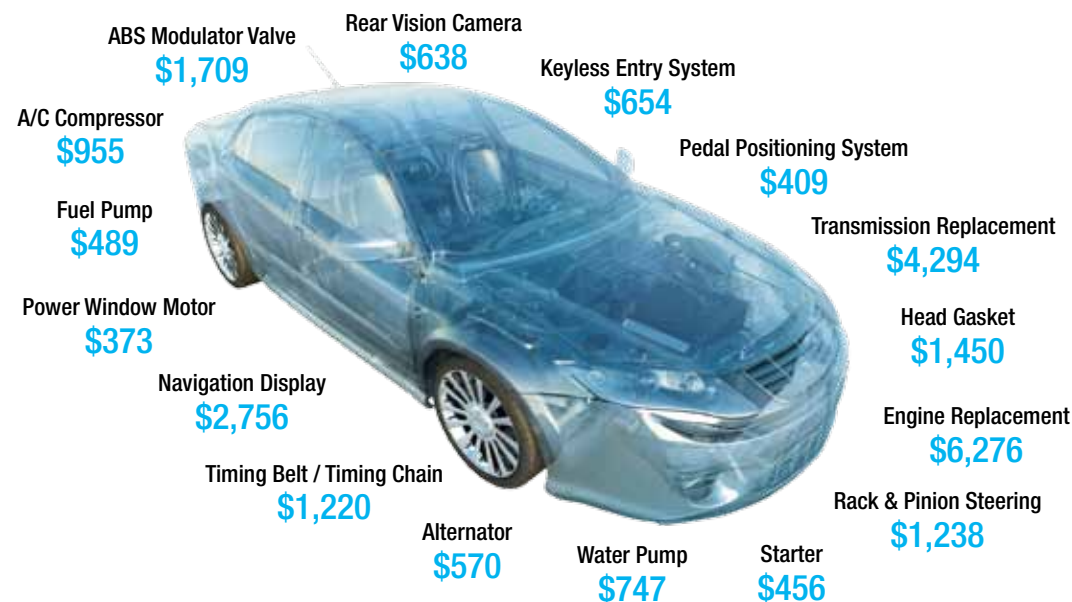 ABS Modulator Valve
$1,709
Rear Vision Camera
$638
Keyless Entry System
$654
A/C Compressor
$955
Pedal Positioning System
$409
Fuel Pump
$489
Transmission Replacement
$4,294
Power Window Motor
$373
Head Gasket
$1,450
Navigation Display
$2,756
Engine Replacement
$6,276
Timing Belt / Timing Chain
$1,220
Rack & Pinion Steering
$1,238
Alternator
$570
Water Pump
$747
Starter
$456